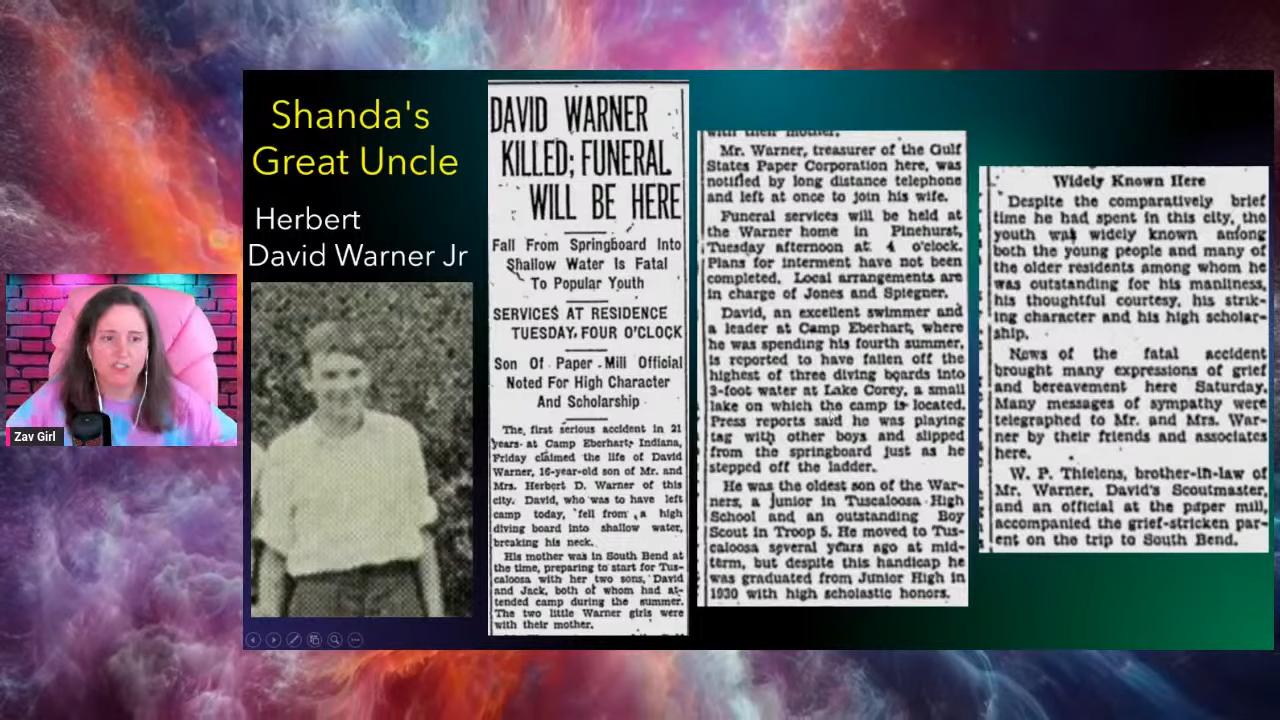 Shanda's
Great Uncle
Herbert
David Warner Jr
Zav Girl
DAVID WARNER
KILLED; FUNERAL
WILL BE HERE
Fall From Springboard Into
Shallow Water Is Fatal
To Popular Youth
SERVICES AT RESIDENCE
TUESDAY, FOUR O'CLOCK
Son Of Paper Mill Official
Noted For High Character
And Scholarship
The first serious accident in 21
years at Camp Eberhart, Indiana,
Friday claimed the life of David
Warner, 16-year-old son of Mr. and
Mrs. Herbert D. Warner of this
city. David, who was to have left
camp today, fell from a high
diving board into shallow water,
breaking his neck.
His mother was in South Bend at
the time, preparing to start for Tus-
caloosa with her two sons, David
and Jack, both of whom had at-
tended camp during the summer.
The two little Warner girls were
with their mother.
with their mother.
Mr. Warner, treasurer of the Gulf
States Paper Corporation here, was
notified by long distance telephone
and left at once to join his wife.
Funeral services will be held at
the Warner home in Pinehurst,
Tuesday afternoon at 4 o'clock.
Plans for interment have not been
completed. Local arrangements are
in charge of Jones and Spiegner.
David, an excellent swimmer and
a leader at Camp Eberhart, where
he was spending his fourth summer,
is reported to have fallen off the
highest of three diving boards into
3-foot water at Lake Corey, a small
lake on which the camp is located.
Press reports said he was playing
tag with other boys and slipped
from the springboard just as he
stepped off the ladder.
He was the oldest son of the War-
ners, a junior in Tuscaloosa High
School and an outstanding Boy
Scout in Troop 5. He moved to Tus-
caloosa several years ago at mid-
term, but despite this handicap he
was graduated from Junior High in
1930 with high scholastic honors.
Widely Known Here
Despite the comparatively brief
time he had spent in this city, the
youth was widely known among
both the young people and many of
the older residents among whom he
was outstanding for his manliness,
his thoughtful courtesy, his strik-
ing character and his high scholar-
ship.
News of the fatal accident
brought many expressions of grief
and bereavement here Saturday.
Many messages of sympathy were
telegraphed to Mr. and Mrs. War-
ner by their friends and associates
here.
W. P. Thielens, brother-in-law of
Mr. Warner, David's Scoutmaster,
and an official at the paper mill,
accompanied the grief-stricken par-
ent on the trip to South Bend.